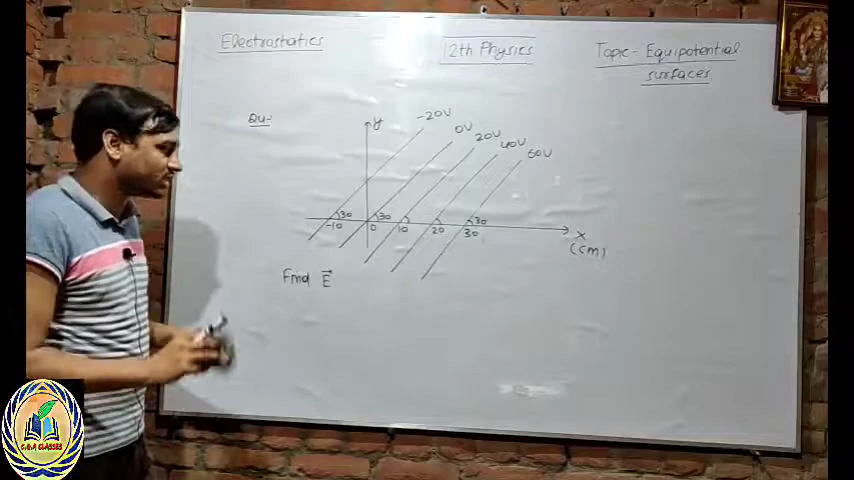 Electrostatics
12th Physics
Topic - Equipotential
surfaces
Qu:-
y
-20V
0V
20V
40V
60V
30
30
30
-10
0
10
20
30
x
(cm)
Find E⃗
C.G.A CLASSES